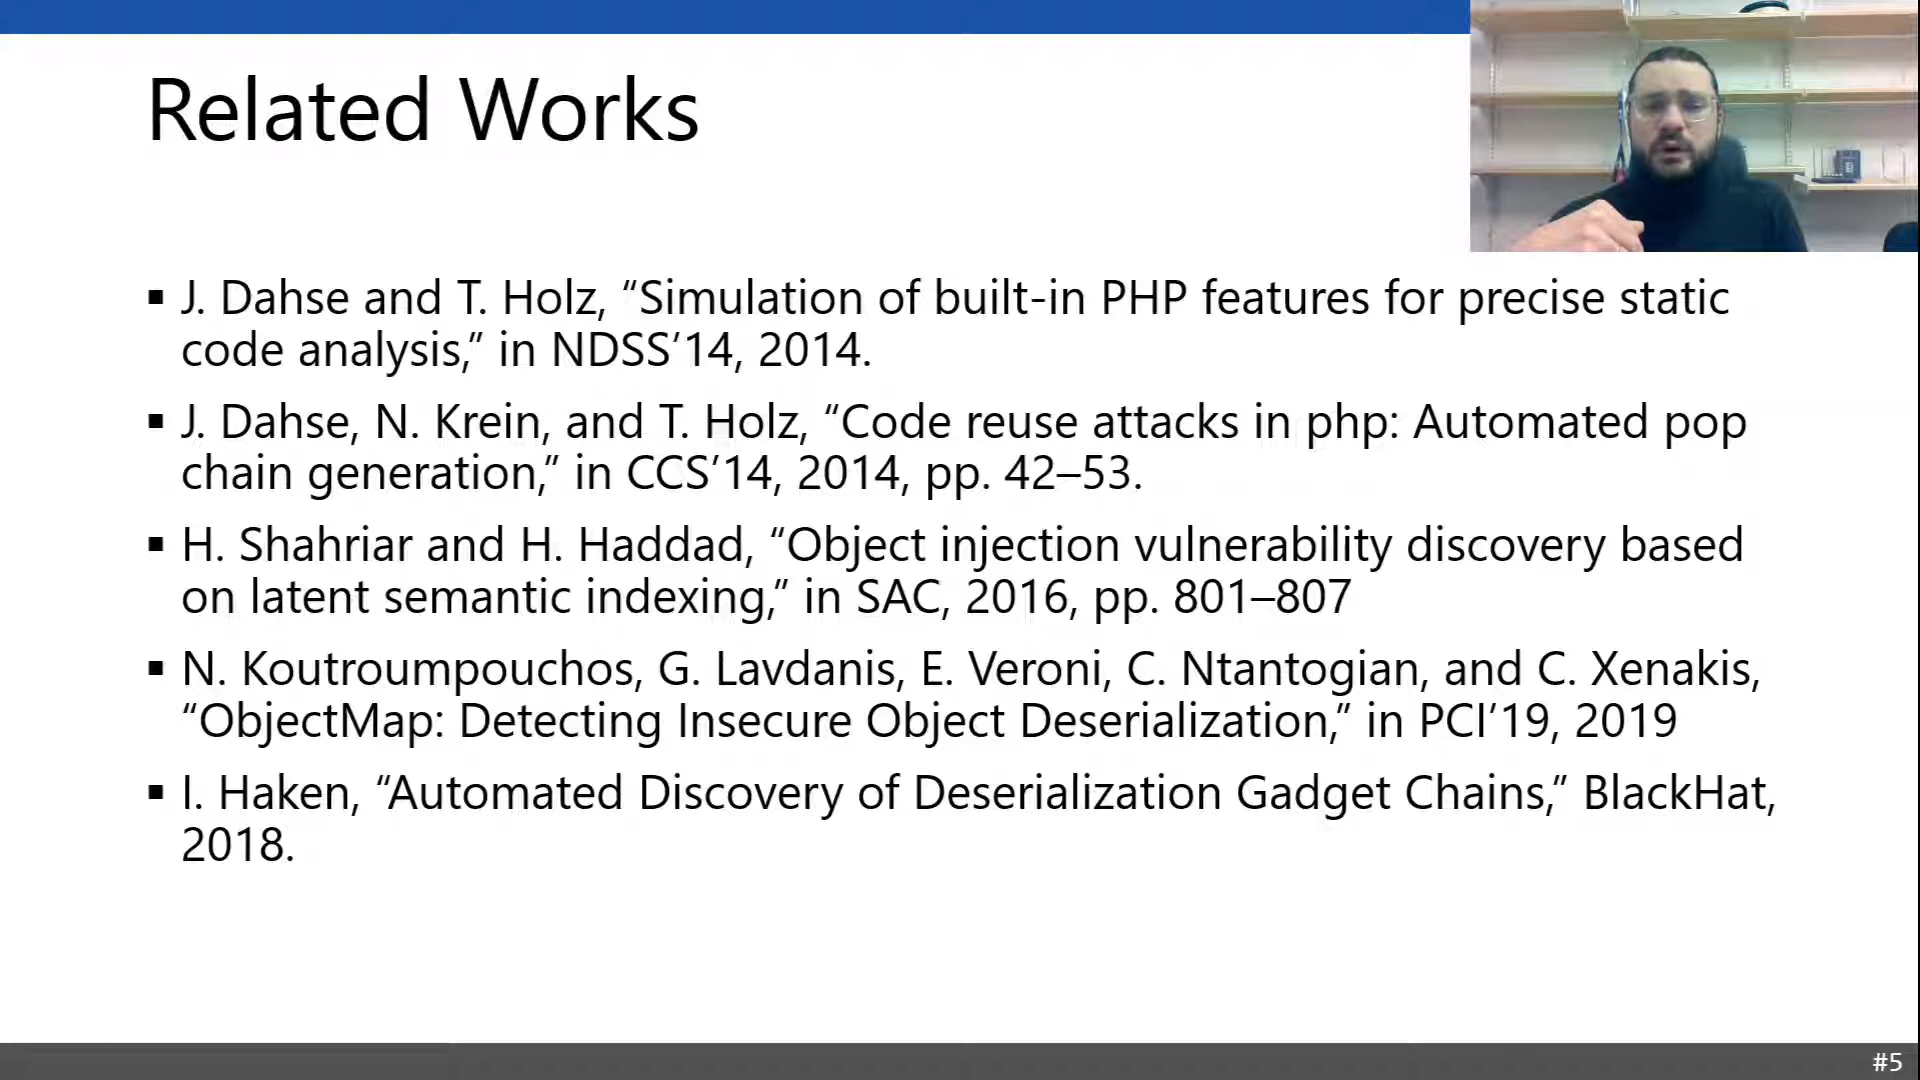 Related Works
▪ J. Dahse and T. Holz, “Simulation of built-in PHP features for precise static
code analysis,” in NDSS’14, 2014.
▪ J. Dahse, N. Krein, and T. Holz, “Code reuse attacks in php: Automated pop
chain generation,” in CCS’14, 2014, pp. 42–53.
▪ H. Shahriar and H. Haddad, “Object injection vulnerability discovery based
on latent semantic indexing,” in SAC, 2016, pp. 801–807
▪ N. Koutroumpouchos, G. Lavdanis, E. Veroni, C. Ntantogian, and C. Xenakis,
“ObjectMap: Detecting Insecure Object Deserialization,” in PCI’19, 2019
▪ I. Haken, “Automated Discovery of Deserialization Gadget Chains,” BlackHat,
2018.
#5